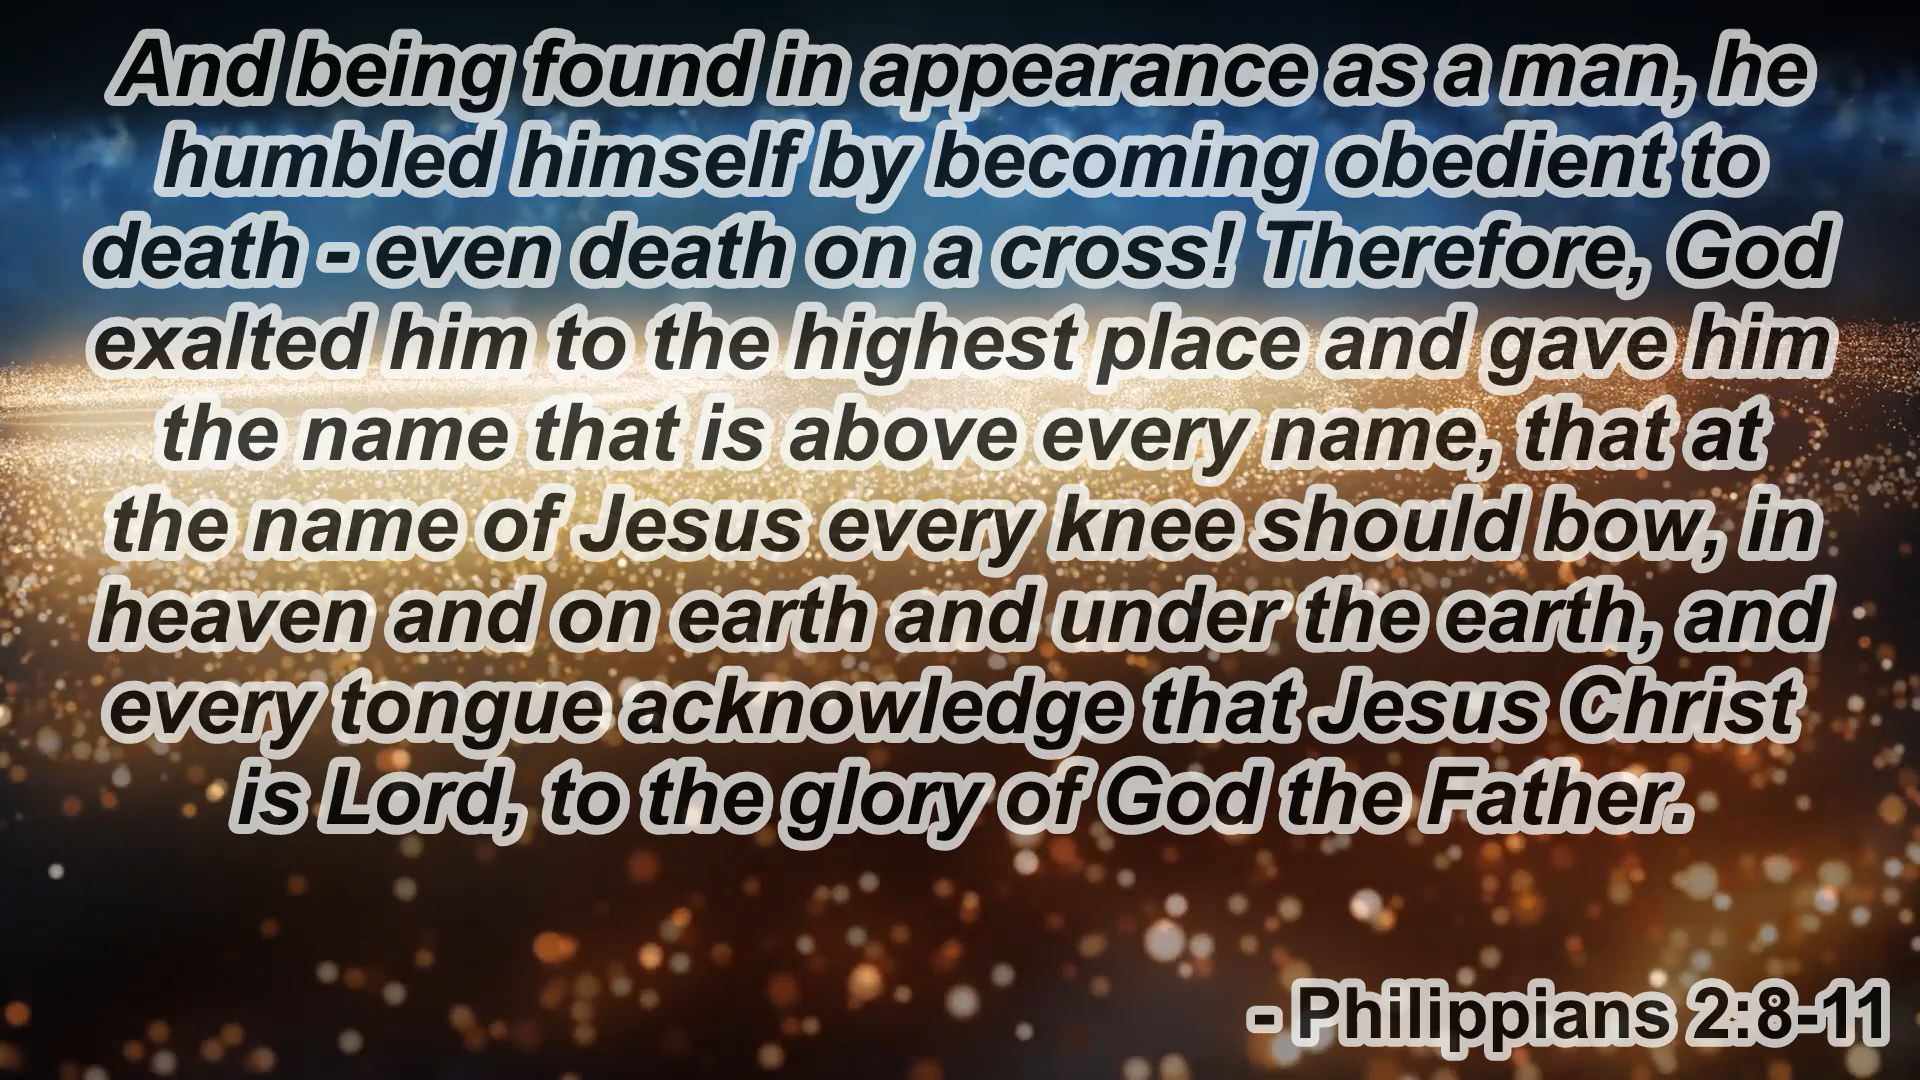 And being found in appearance as a man, he
humbled himself by becoming obedient to
death - even death on a cross! Therefore, God
exalted him to the highest place and gave him
the name that is above every name, that at
the name of Jesus every knee should bow, in
heaven and on earth and under the earth, and
every tongue acknowledge that Jesus Christ
is Lord, to the glory of God the Father.
- Philippians 2:8-11